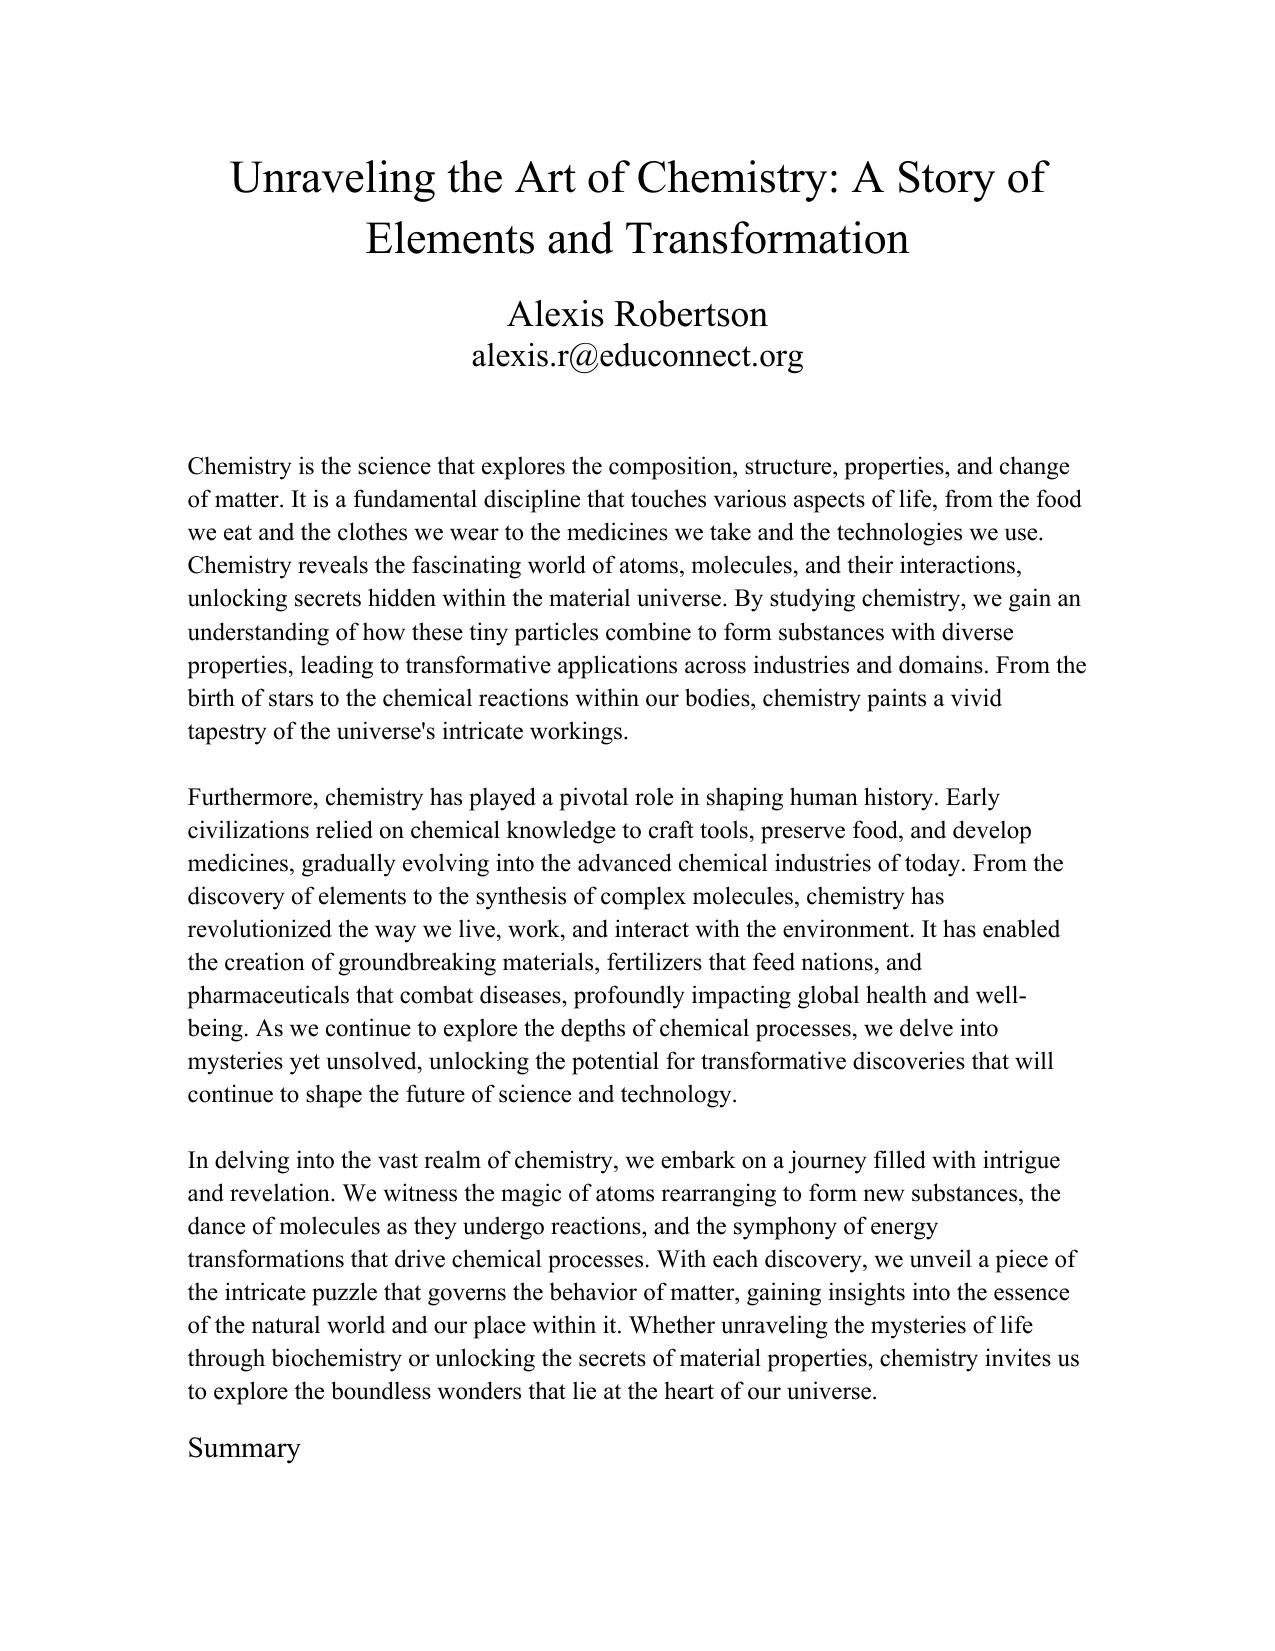 Unraveling the Art of Chemistry: A Story of
Elements and Transformation
Alexis Robertson
alexis.r@educonnect.org
Chemistry is the science that explores the composition, structure, properties, and change
of matter. It is a fundamental discipline that touches various aspects of life, from the food
we eat and the clothes we wear to the medicines we take and the technologies we use.
Chemistry reveals the fascinating world of atoms, molecules, and their interactions,
unlocking secrets hidden within the material universe. By studying chemistry, we gain an
understanding of how these tiny particles combine to form substances with diverse
properties, leading to transformative applications across industries and domains. From the
birth of stars to the chemical reactions within our bodies, chemistry paints a vivid
tapestry of the universe's intricate workings.
Furthermore, chemistry has played a pivotal role in shaping human history. Early
civilizations relied on chemical knowledge to craft tools, preserve food, and develop
medicines, gradually evolving into the advanced chemical industries of today. From the
discovery of elements to the synthesis of complex molecules, chemistry has
revolutionized the way we live, work, and interact with the environment. It has enabled
the creation of groundbreaking materials, fertilizers that feed nations, and
pharmaceuticals that combat diseases, profoundly impacting global health and well-
being. As we continue to explore the depths of chemical processes, we delve into
mysteries yet unsolved, unlocking the potential for transformative discoveries that will
continue to shape the future of science and technology.
In delving into the vast realm of chemistry, we embark on a journey filled with intrigue
and revelation. We witness the magic of atoms rearranging to form new substances, the
dance of molecules as they undergo reactions, and the symphony of energy
transformations that drive chemical processes. With each discovery, we unveil a piece of
the intricate puzzle that governs the behavior of matter, gaining insights into the essence
of the natural world and our place within it. Whether unraveling the mysteries of life
through biochemistry or unlocking the secrets of material properties, chemistry invites us
to explore the boundless wonders that lie at the heart of our universe.
Summary